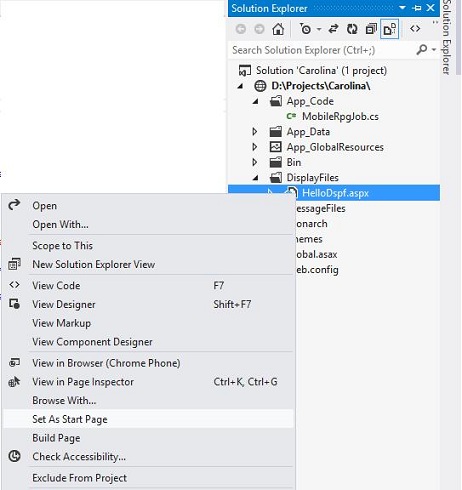 Solution Explorer
Search Solution Explorer (Ctrl+;)
Solution 'Carolina' (1 project)
D:\Projects\Carolina\
App_Code
MobileRpgJob.cs
App_Data
App_GlobalResources
Bin
DisplayFiles
HelloDspf.aspx
essageFiles
onarch
hemes
lobal.asax
eb.config
Open
Open With...
Scope to This
New Solution Explorer View
View Code F7
View Designer Shift+F7
View Markup
View Component Designer
View in Browser (Chrome Phone)
View in Page Inspector Ctrl+K, Ctrl+G
Browse With...
Set As Start Page
Build Page
Check Accessibility...
Exclude From Project
Solution Explorer